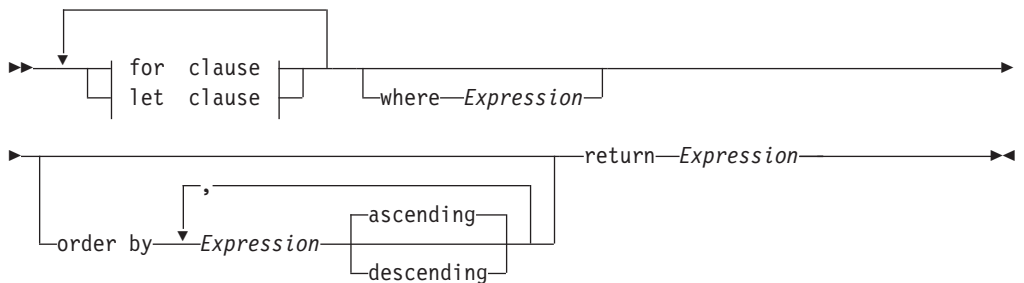 for clause
let clause
where Expression
return Expression
,
ascending
order by Expression
descending